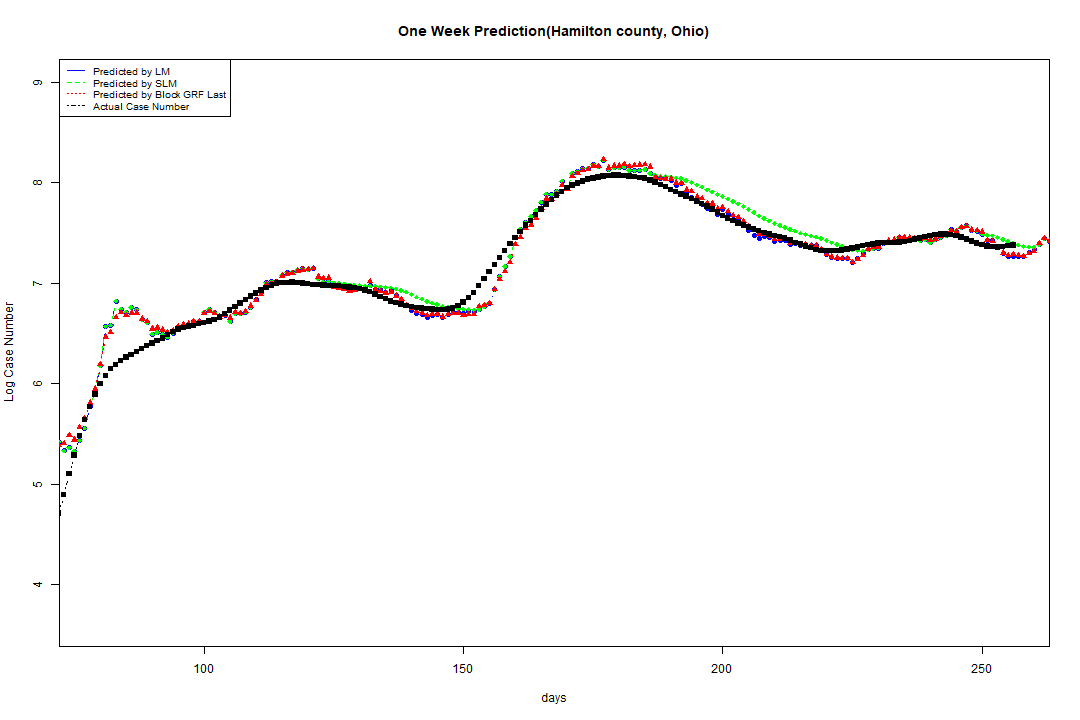 One Week Prediction(Hamilton county, Ohio)
Predicted by LM
Predicted by SLM
Predicted by Block GRF Last
Actual Case Number
9
8
7
6
5
4
Log Case Number
100 150 200 250
days